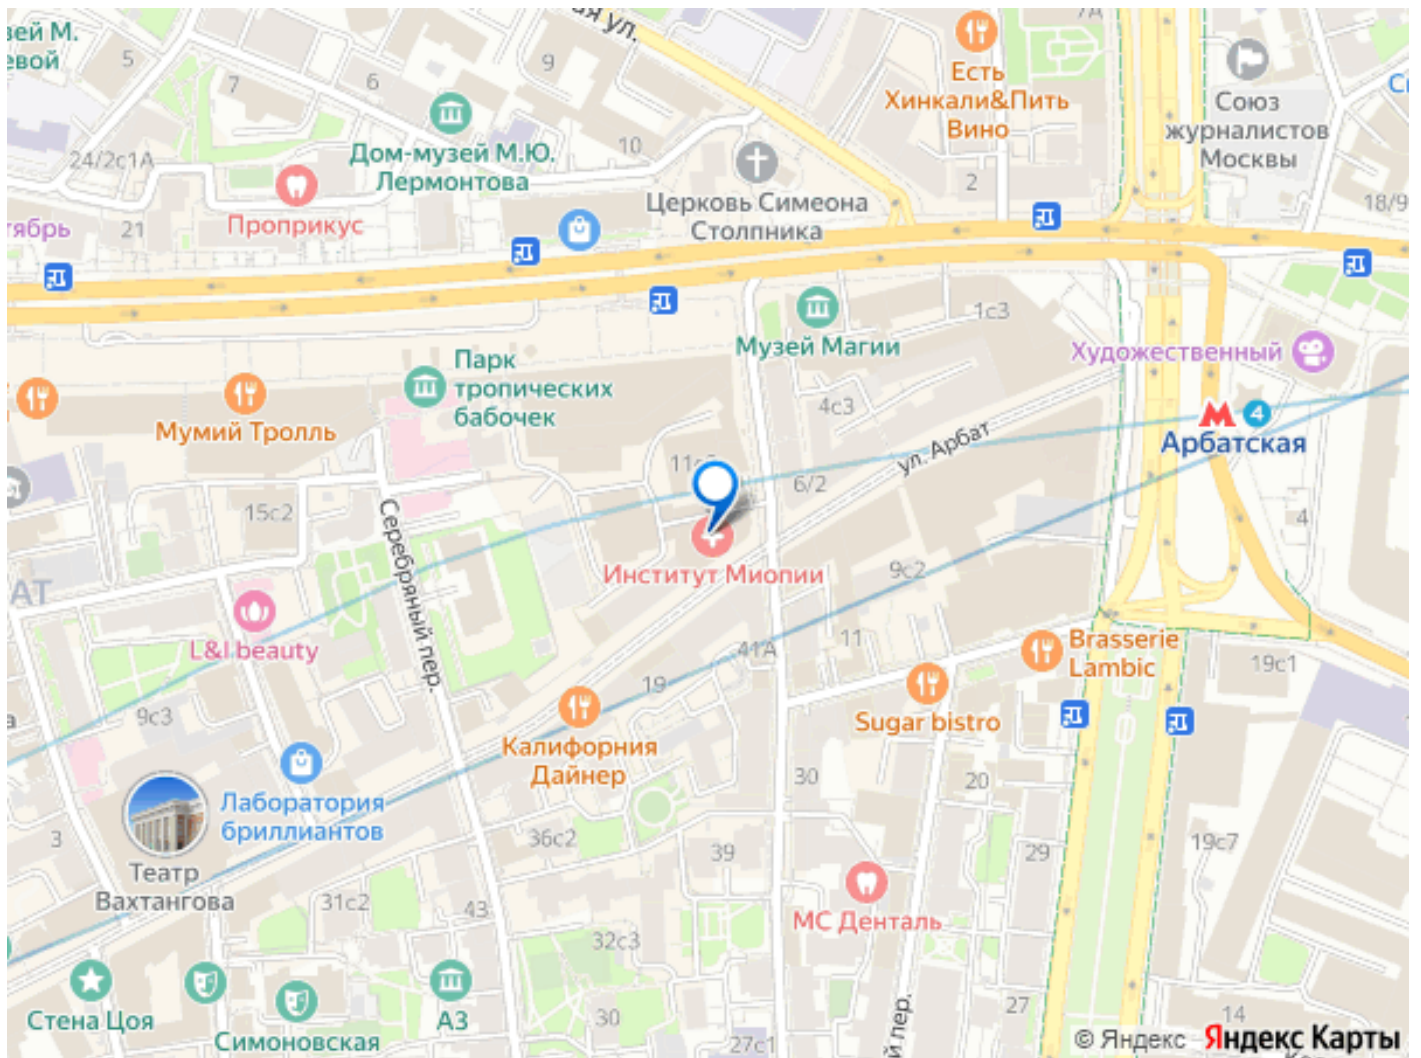 зей М.
евой
5
7
6
9
ая ул.
7А
Есть
Хинкали&Пить
Вино
Союз
журналистов
Москвы
24/2с1А
Дом-музей М.Ю.
Лермонтова
10
Проприкус
тябрь
21
Церковь Симеона
Столпника
2
18/9
Музей Магии
1с3
Художественный
Парк
тропических
бабочек
Мумий Тролль
4с3
4
Арбатская
ул. Арбат
6/2
15с2
Серебряный пер.
Институт Миопии
9с2
4
АТ
L&I beauty
41А
11
Brasserie
Lambic
19с1
19
9с3
а
Sugar bistro
Калифорния
Дайнер
30
20
Лаборатория
бриллиантов
3
Театр
Вахтангова
36с2
39
29
19с7
31с2
43
МС Денталь
32с3
Стена Цоя
А3
30
27
14
й пер.
Симоновская
27с1
© Яндекс Яндекс Карты